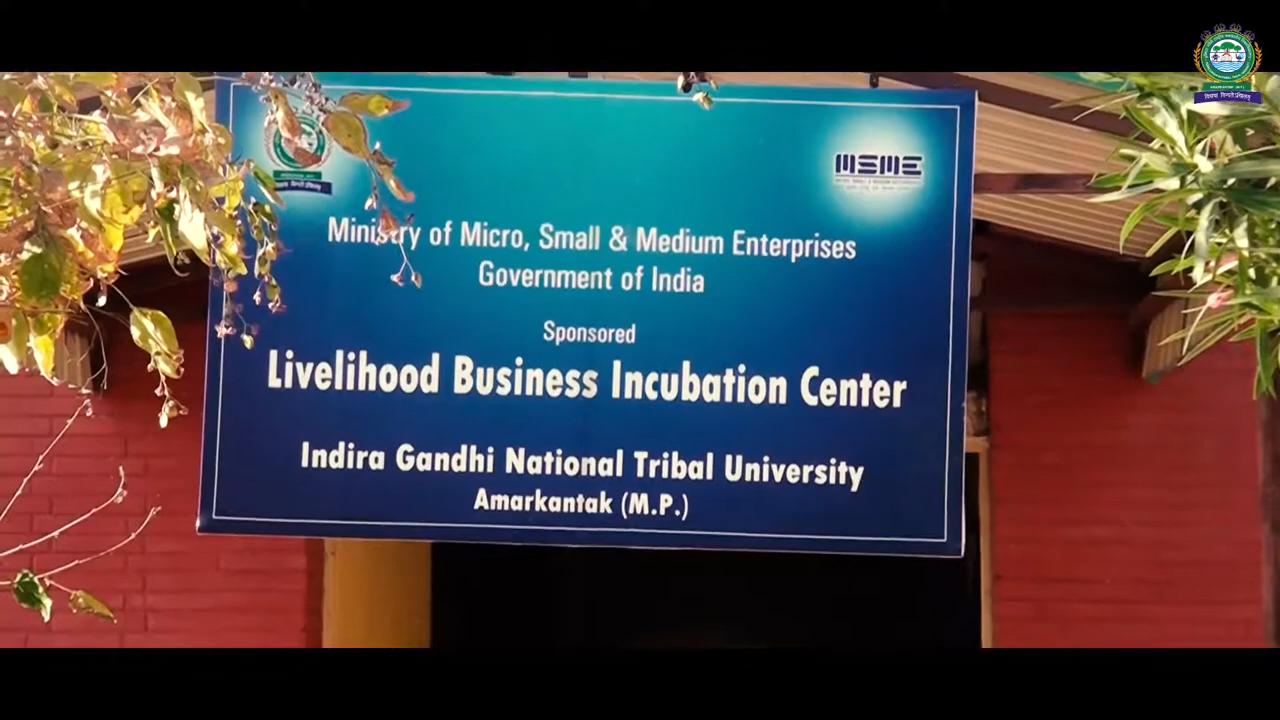 MSME
Ministry of Micro, Small & Medium Enterprises
Government of India
Sponsored
Livelihood Business Incubation Center
Indira Gandhi National Tribal University
Amarkantak (M.P.)